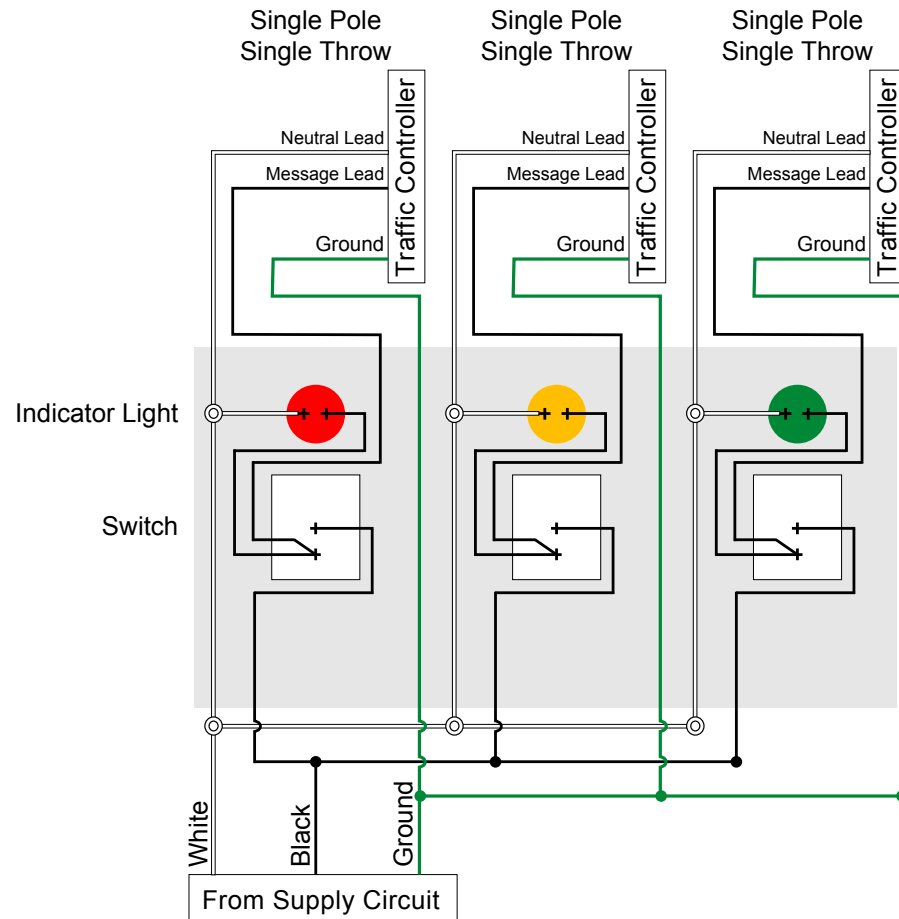 Single Pole
Single Throw
Single Pole
Single Throw
Single Pole
Single Throw
Neutral Lead
Message Lead
Ground
Traffic Controller
Neutral Lead
Message Lead
Ground
Traffic Controller
Neutral Lead
Message Lead
Ground
Traffic Controller
Indicator Light
Switch
White
Black
Ground
From Supply Circuit